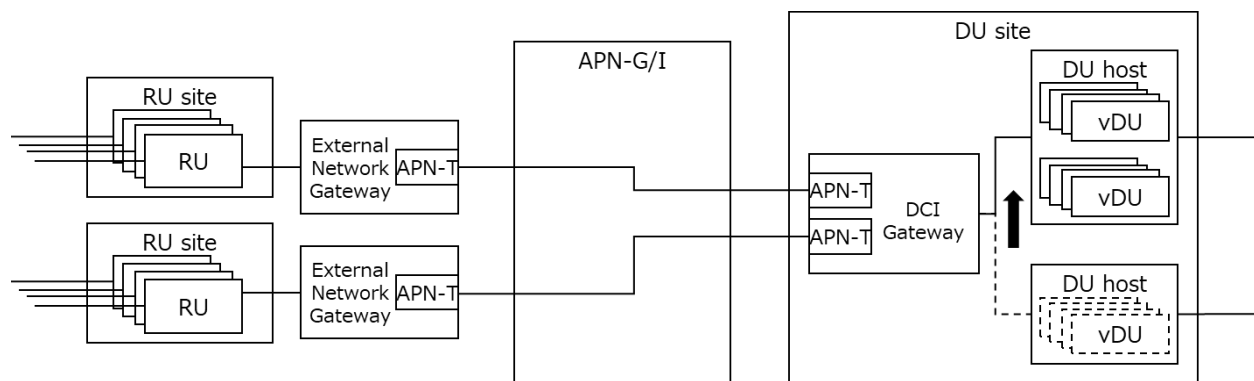 RU site
RU
External
Network
Gateway
APN-T
RU site
RU
External
Network
Gateway
APN-T
APN-G/I
DU site
APN-T
APN-T
DCI
Gateway
DU host
vDU
vDU
DU host
vDU